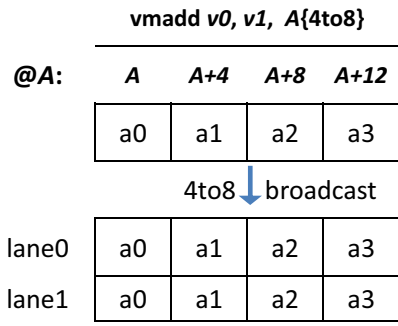 vmadd v0, v1, A{4to8}
@A: A A+4 A+8 A+12
a0 a1 a2 a3
4to8 broadcast
lane0 a0 a1 a2 a3
lane1 a0 a1 a2 a3